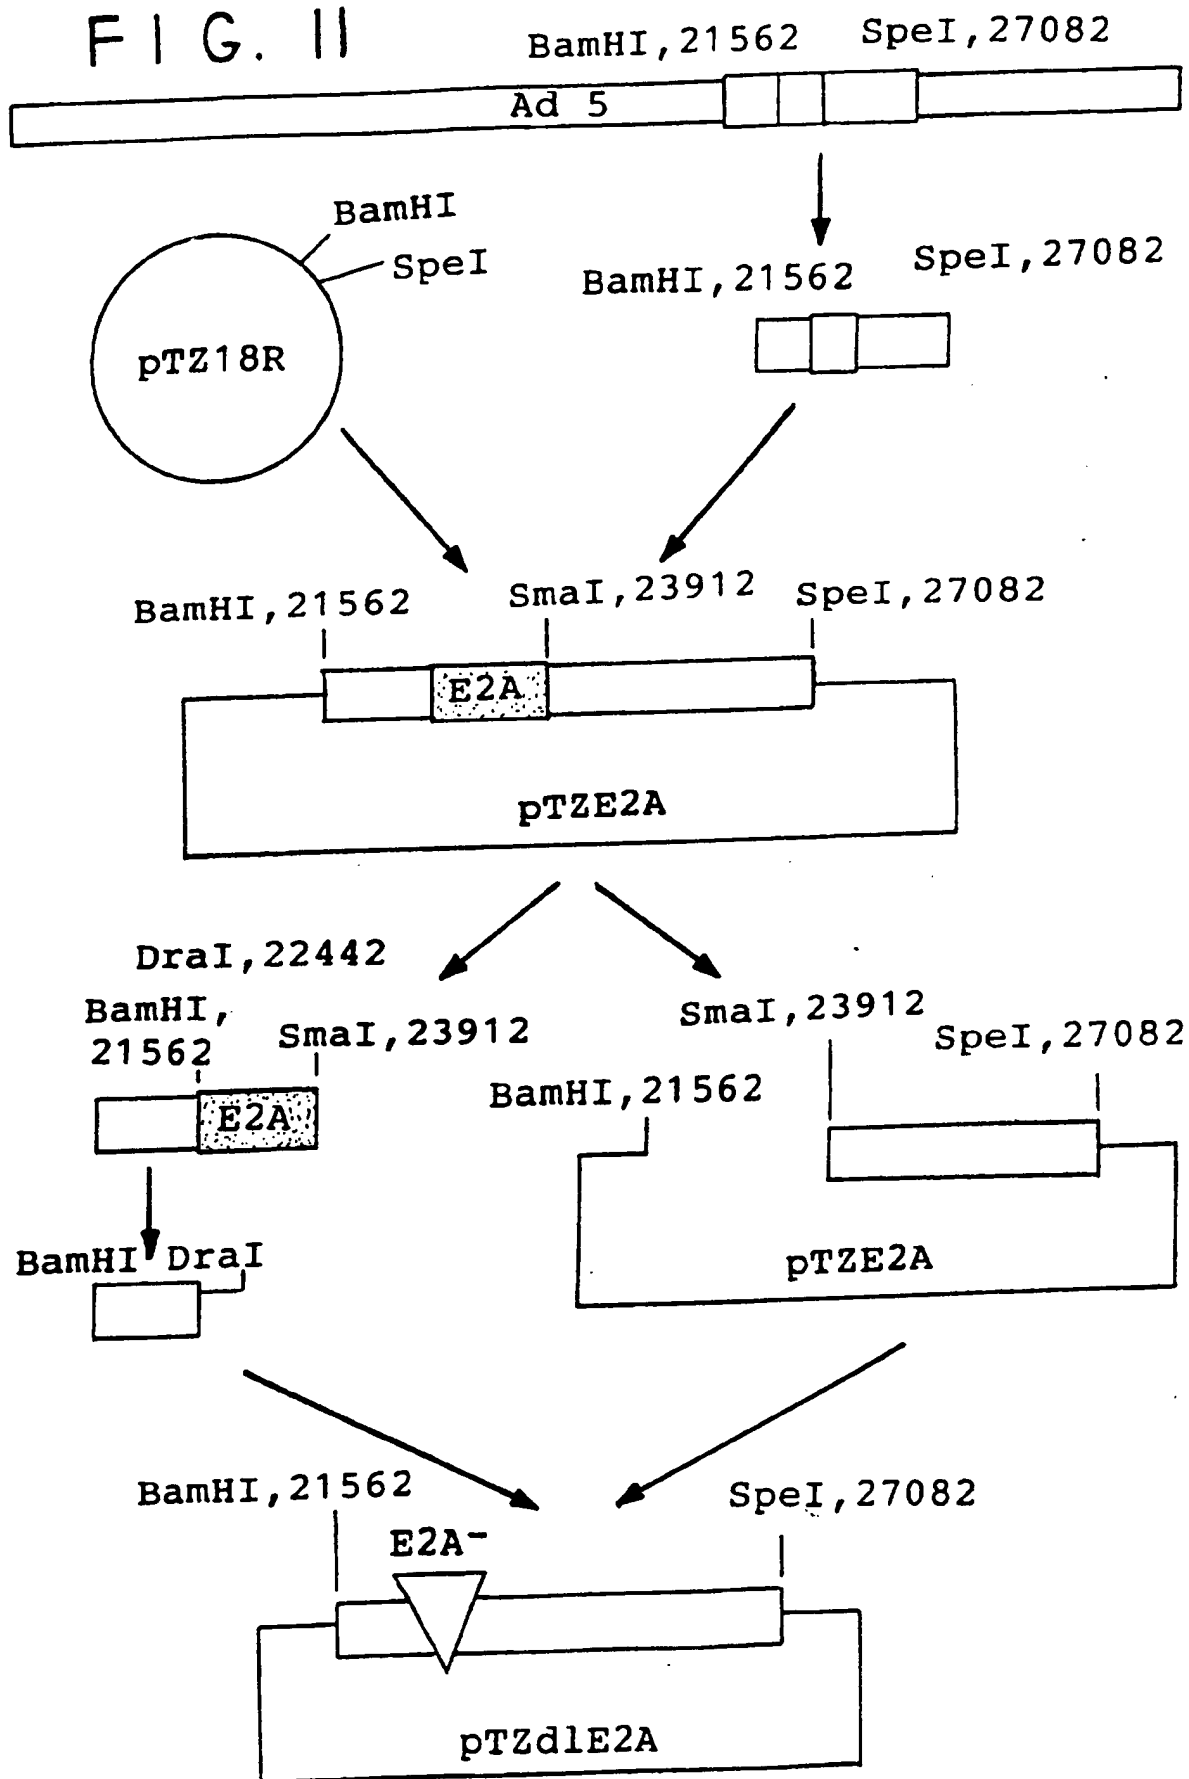 FIG. 11
BamHI,21562 SpeI,27082
Ad 5
BamHI
SpeI
pTZ18R
BamHI,21562 SpeI,27082
BamHI,21562 SmaI,23912 SpeI,27082
E2A
pTZE2A
DraI,22442
BamHI,
21562
SmaI,23912
E2A
BamHI DraI
SmaI,23912
SpeI,27082
BamHI,21562
pTZE2A
BamHI,21562 SpeI,27082
E2A-
pTZdlE2A